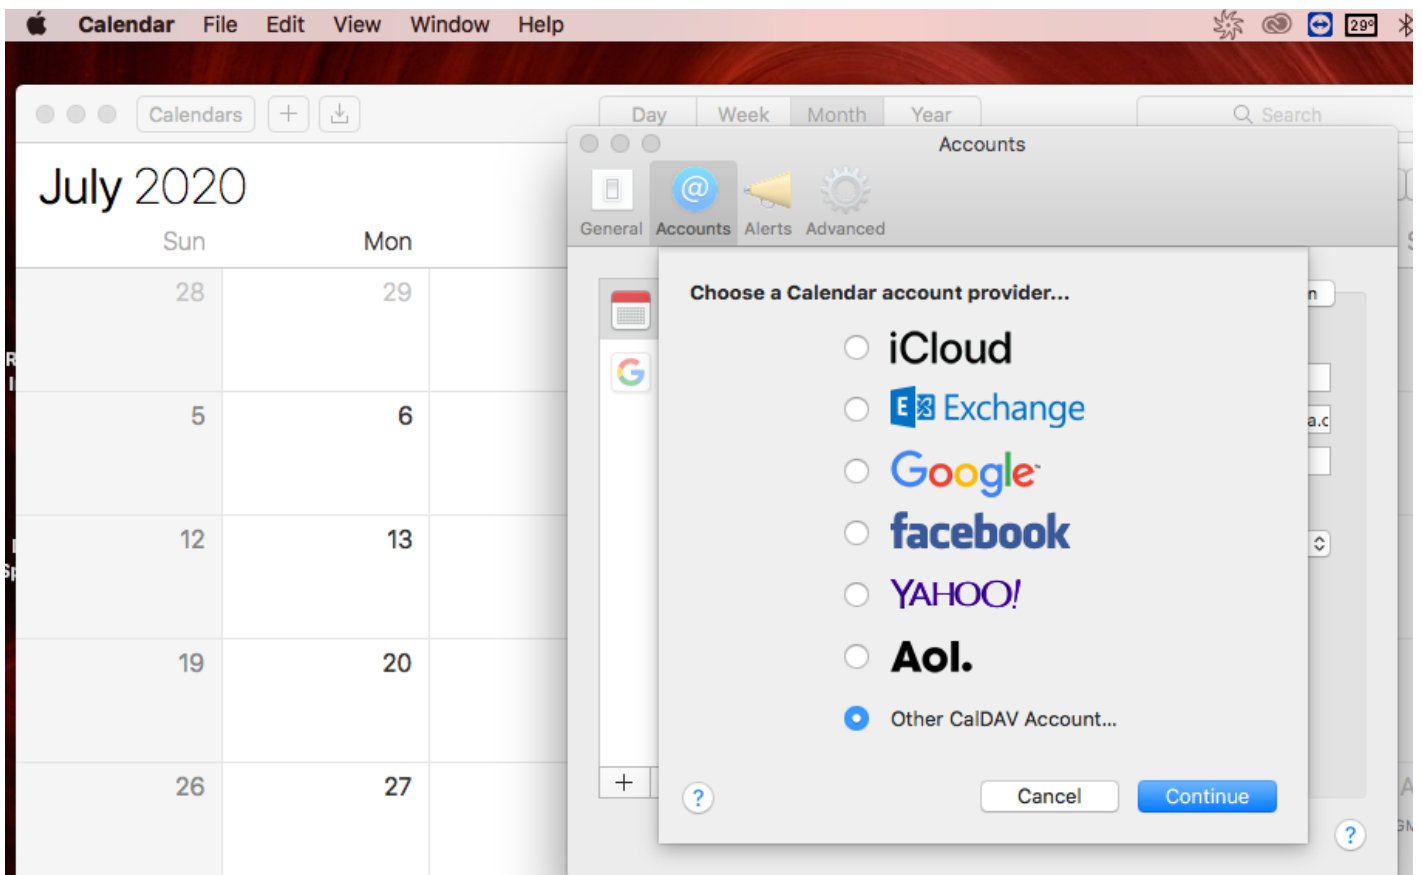 Calendar File Edit View Window Help 29°
Calendars Day Week Month Year Search
Accounts
July 2020
General Accounts Alerts Advanced
Sun Mon
28 29
Choose a Calendar account provider...
iCloud
E Exchange
Google
5 6
facebook
12 13
YAHOO!
Aol.
19 20
Other CalDAV Account...
26 27
? Cancel Continue
?